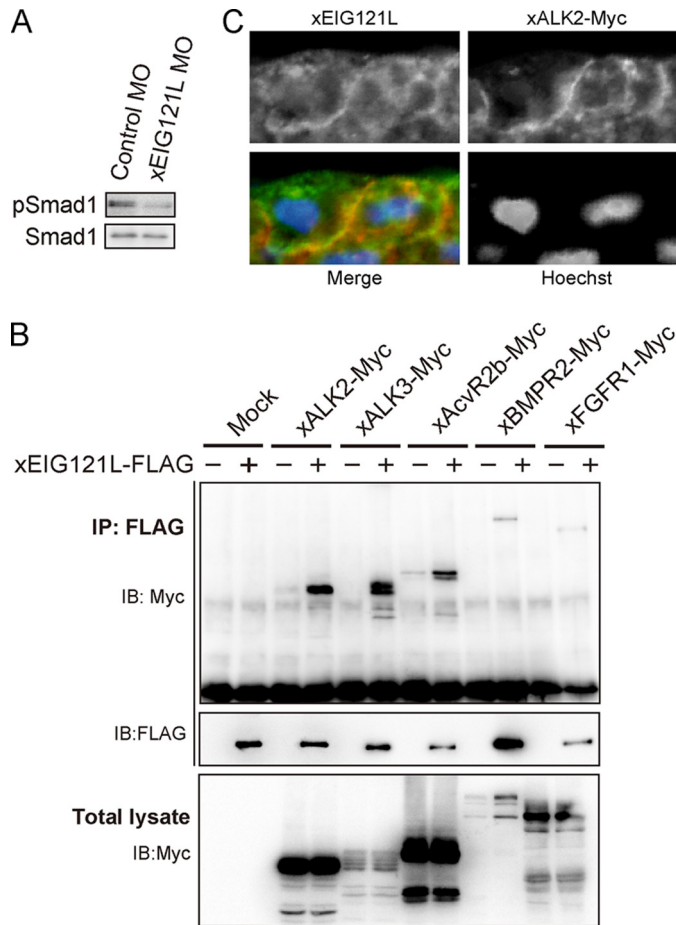 A
Control MO
xEIG121L MO
pSmad1
Smad1
C
xEIG121L
xALK2-Myc
Merge
Hoechst
B
Mock
xALK2-Myc
xALK3-Myc
xAcvR2b-Myc
xBMPR2-Myc
xFGFR1-Myc
xEIG121L-FLAG − + − + − + − + − + − +
IP: FLAG
IB: Myc
IB:FLAG
Total lysate
IB:Myc